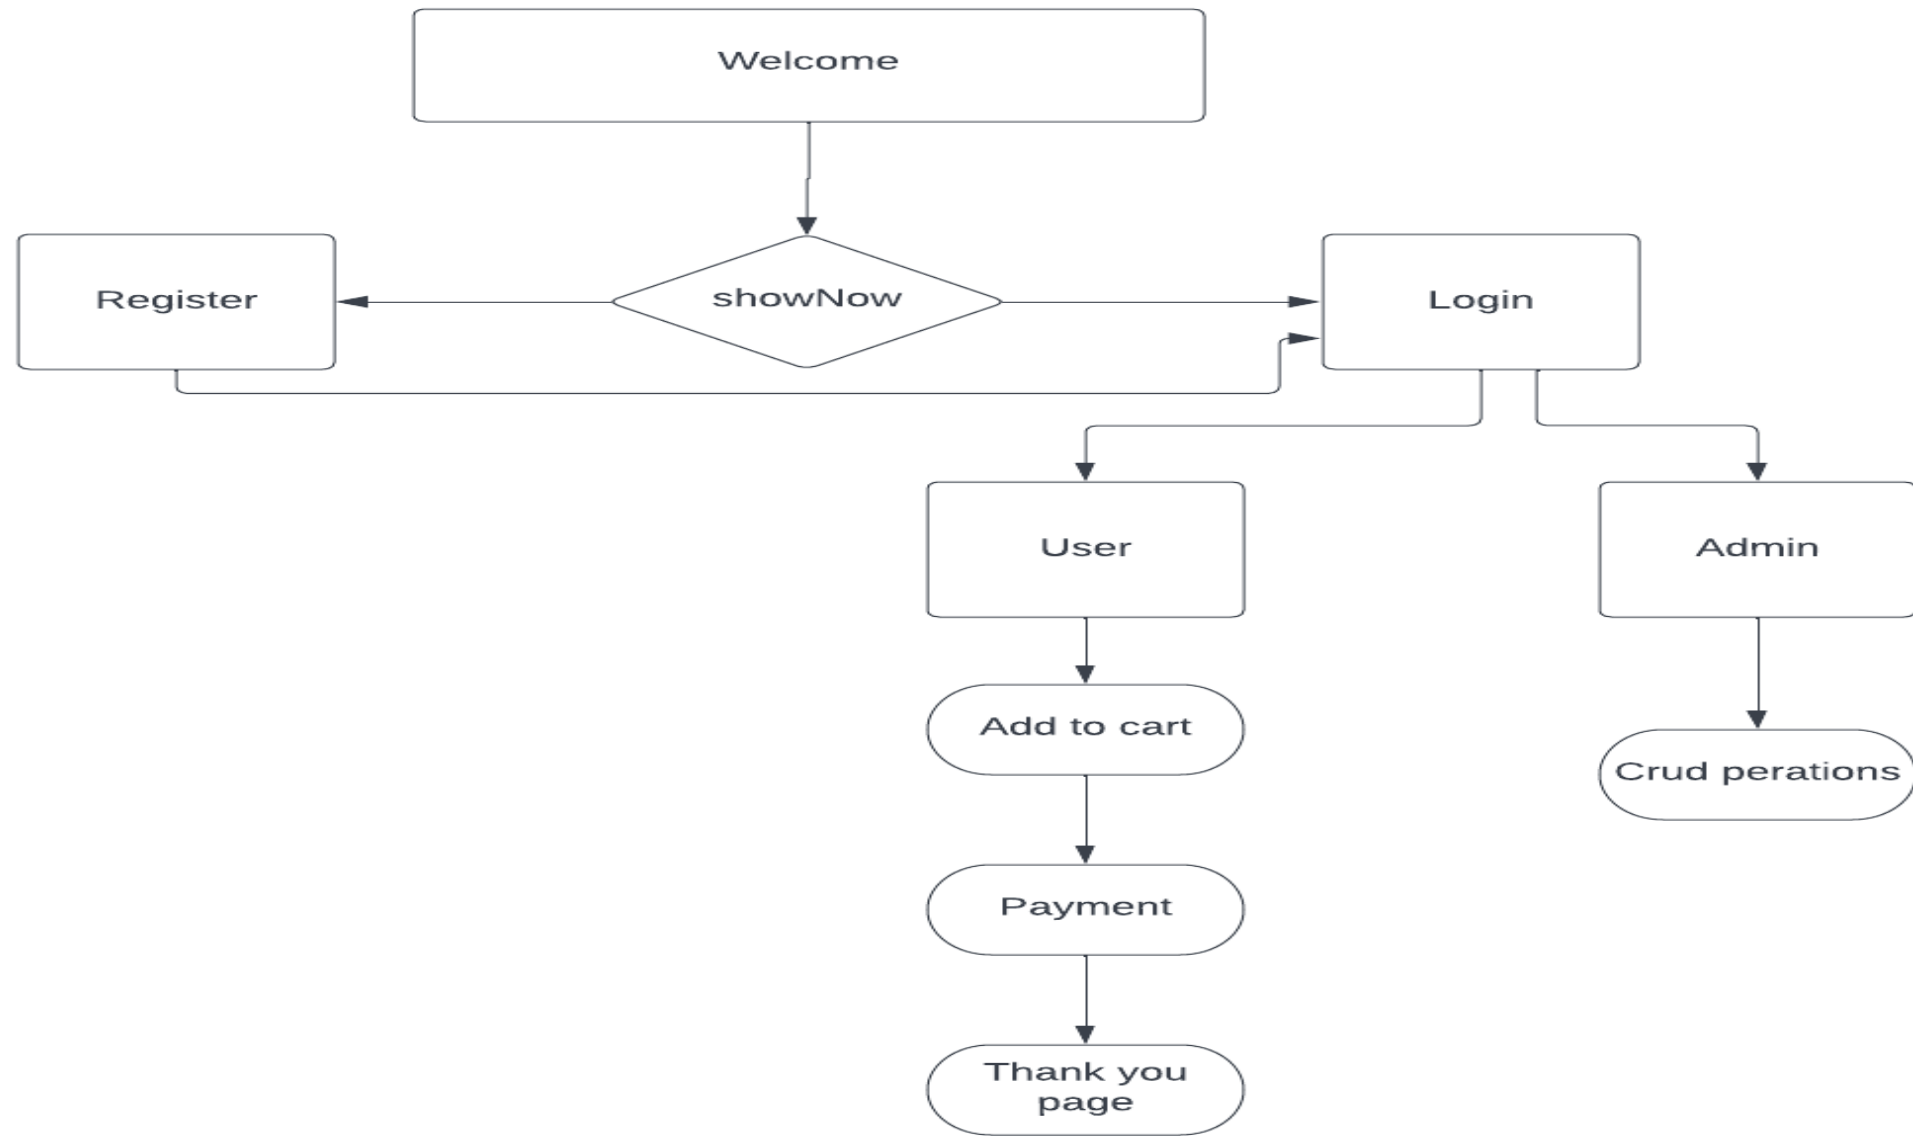 Welcome
Register
showNow
Login
User
Admin
Add to cart
Crud perations
Payment
Thank you
page